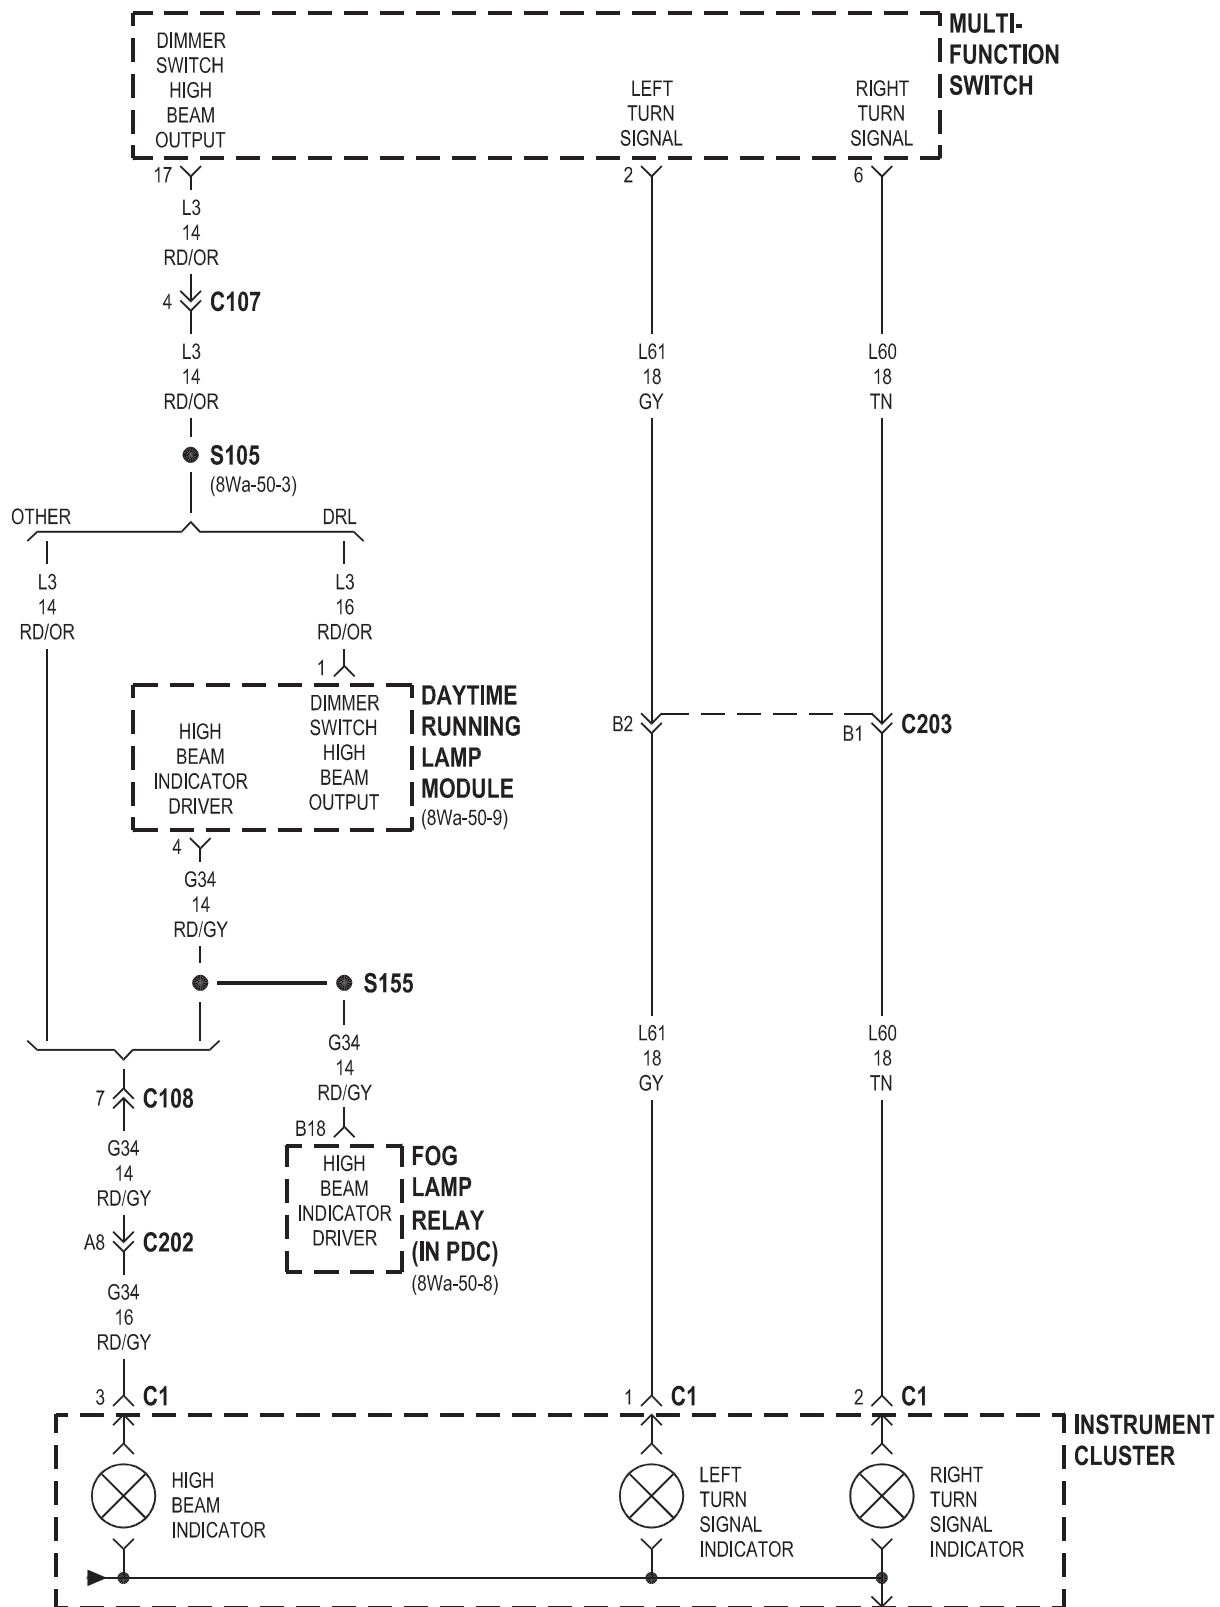 MULTI-
FUNCTION
SWITCH
DIMMER
SWITCH
HIGH
BEAM
OUTPUT
LEFT
TURN
SIGNAL
RIGHT
TURN
SIGNAL
17
2
6
L3
14
RD/OR
4 C107
L3
14
RD/OR
L61
18
GY
L60
18
TN
S105
(8Wa-50-3)
OTHER
DRL
L3
14
RD/OR
L3
16
RD/OR
1
HIGH
BEAM
INDICATOR
DRIVER
DIMMER
SWITCH
HIGH
BEAM
OUTPUT
DAYTIME
RUNNING
LAMP
MODULE
(8Wa-50-9)
B2
B1
C203
4
G34
14
RD/GY
S155
G34
14
RD/GY
L61
18
GY
L60
18
TN
7 C108
B18
G34
14
RD/GY
HIGH
BEAM
INDICATOR
DRIVER
FOG
LAMP
RELAY
(IN PDC)
(8Wa-50-8)
A8 C202
G34
16
RD/GY
3 C1
1 C1
2 C1
INSTRUMENT
CLUSTER
HIGH
BEAM
INDICATOR
LEFT
TURN
SIGNAL
INDICATOR
RIGHT
TURN
SIGNAL
INDICATOR